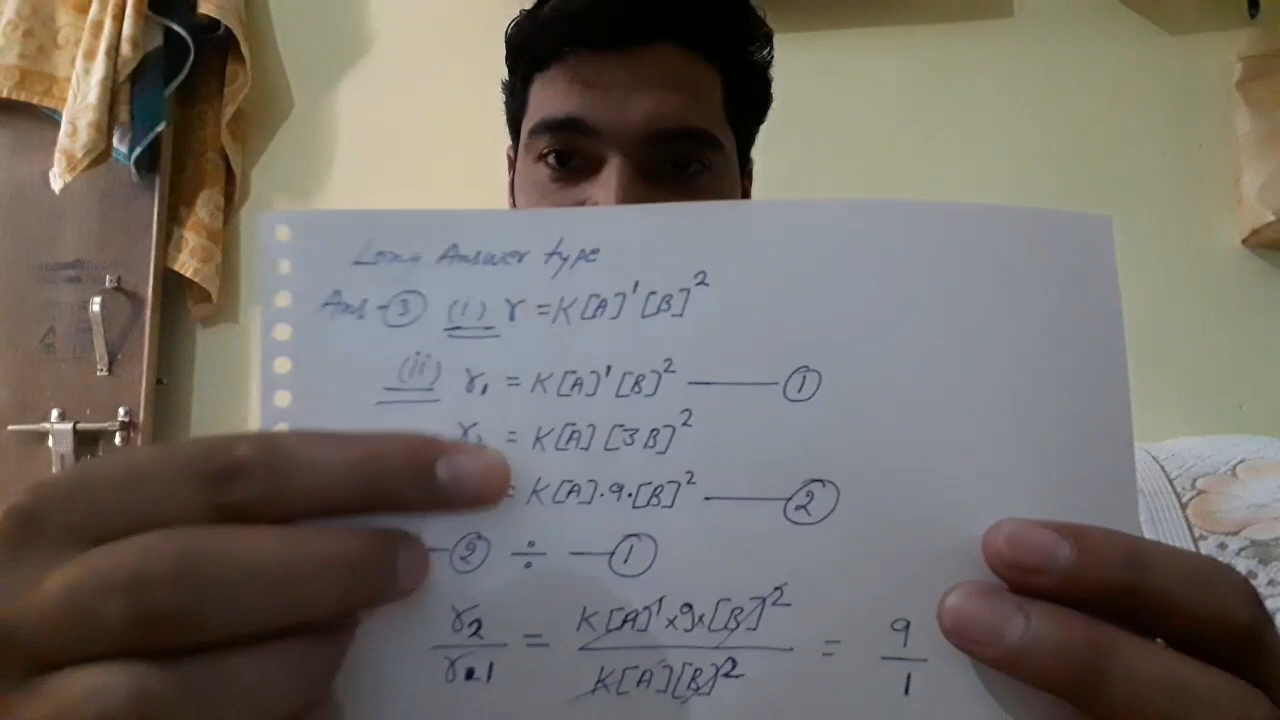 Long Answer type
Ans-③ (i) r = K[A]¹[B]²
(ii) r₁ = K[A]¹[B]² —— ①
r₂ = K[A][3B]²
= K[A].9.[B]² —— ②
—② ÷ —①
r₂/r₁ = K[A]¹×9×[B]²/K[A][B]² = 9/1